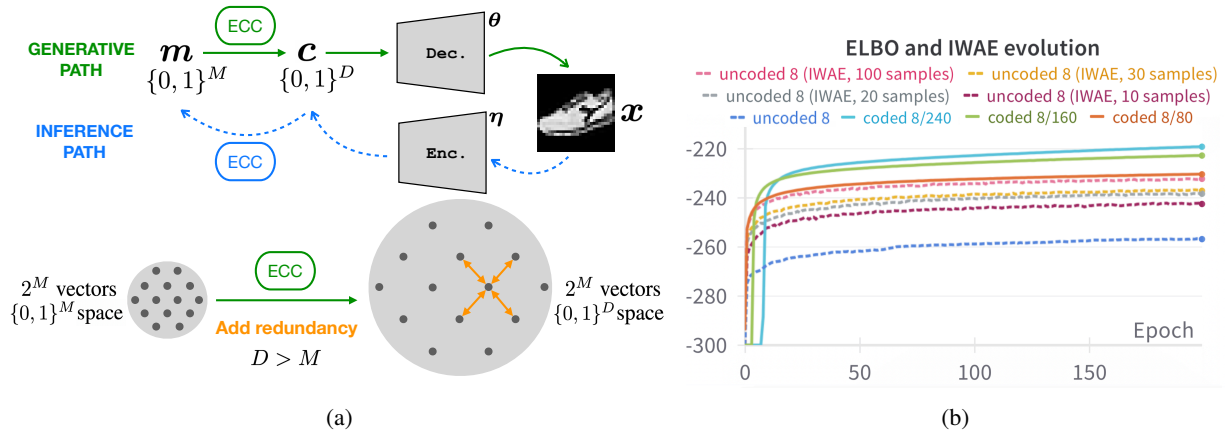 ECC
GENERATIVE
PATH
m
c
{0, 1}^M
{0, 1}^D
Dec.
θ
INFERENCE
PATH
ECC
Enc.
η
x
2^M vectors
{0, 1}^M space
ECC
Add redundancy
D > M
2^M vectors
{0, 1}^D space
(a)
ELBO and IWAE evolution
uncoded 8 (IWAE, 100 samples) uncoded 8 (IWAE, 30 samples)
uncoded 8 (IWAE, 20 samples) uncoded 8 (IWAE, 10 samples)
uncoded 8 coded 8/240 coded 8/160 coded 8/80
-220
-240
-260
-280
-300
Epoch
0 50 100 150
(b)